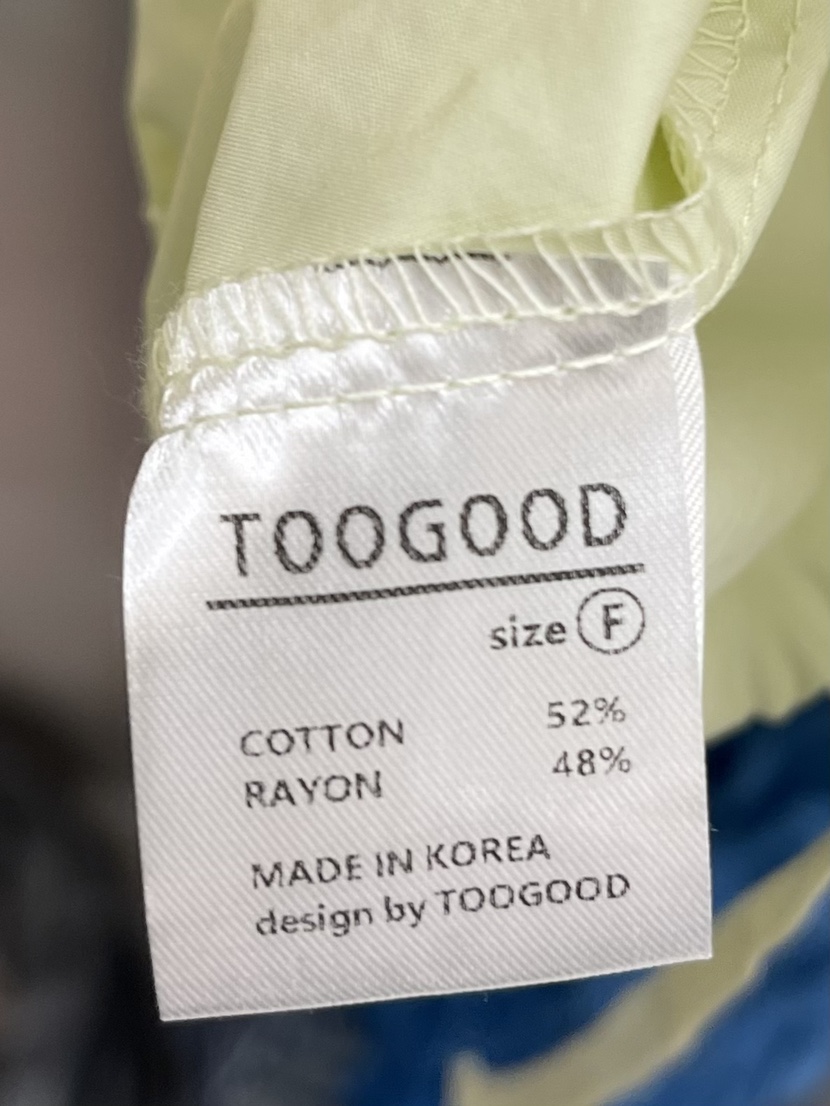 TOOGOOD
size F
COTTON 52%
RAYON 48%
MADE IN KOREA
design by TOOGOOD